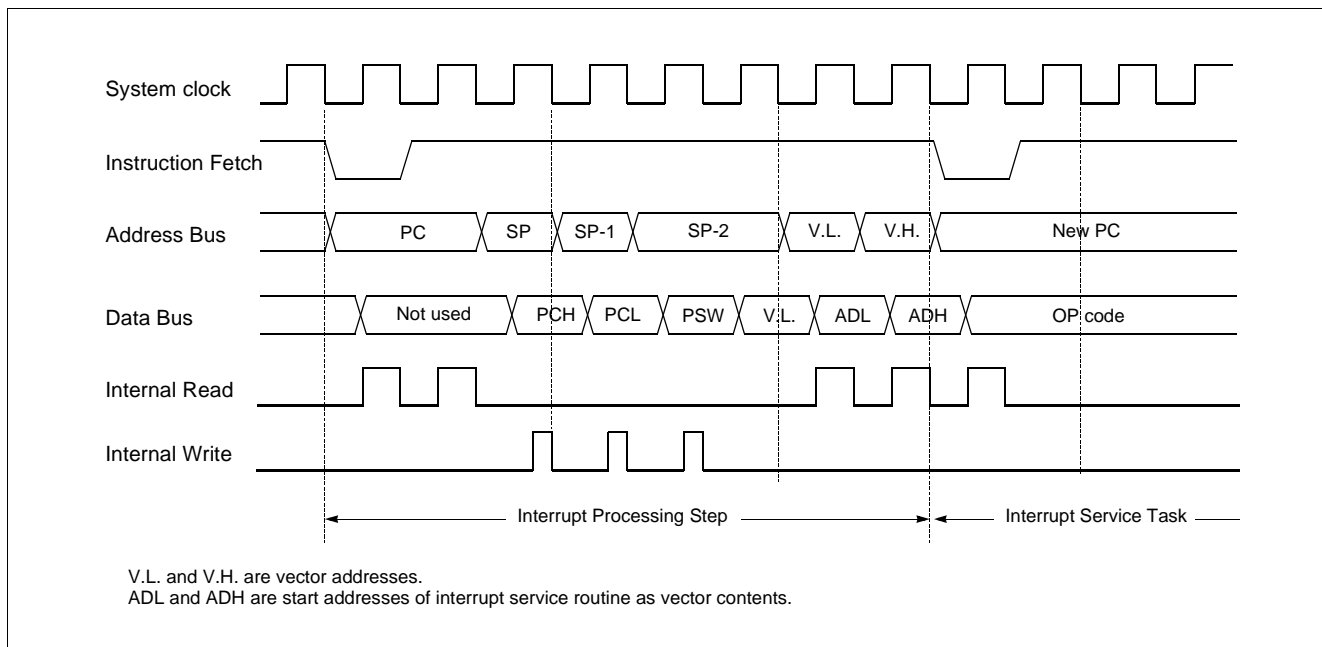 System clock
Instruction Fetch
Address Bus PC SP SP-1 SP-2 V.L. V.H. New PC
Data Bus Not used PCH PCL PSW V.L. ADL ADH OP code
Internal Read
Internal Write
Interrupt Processing Step Interrupt Service Task
V.L. and V.H. are vector addresses.
ADL and ADH are start addresses of interrupt service routine as vector contents.